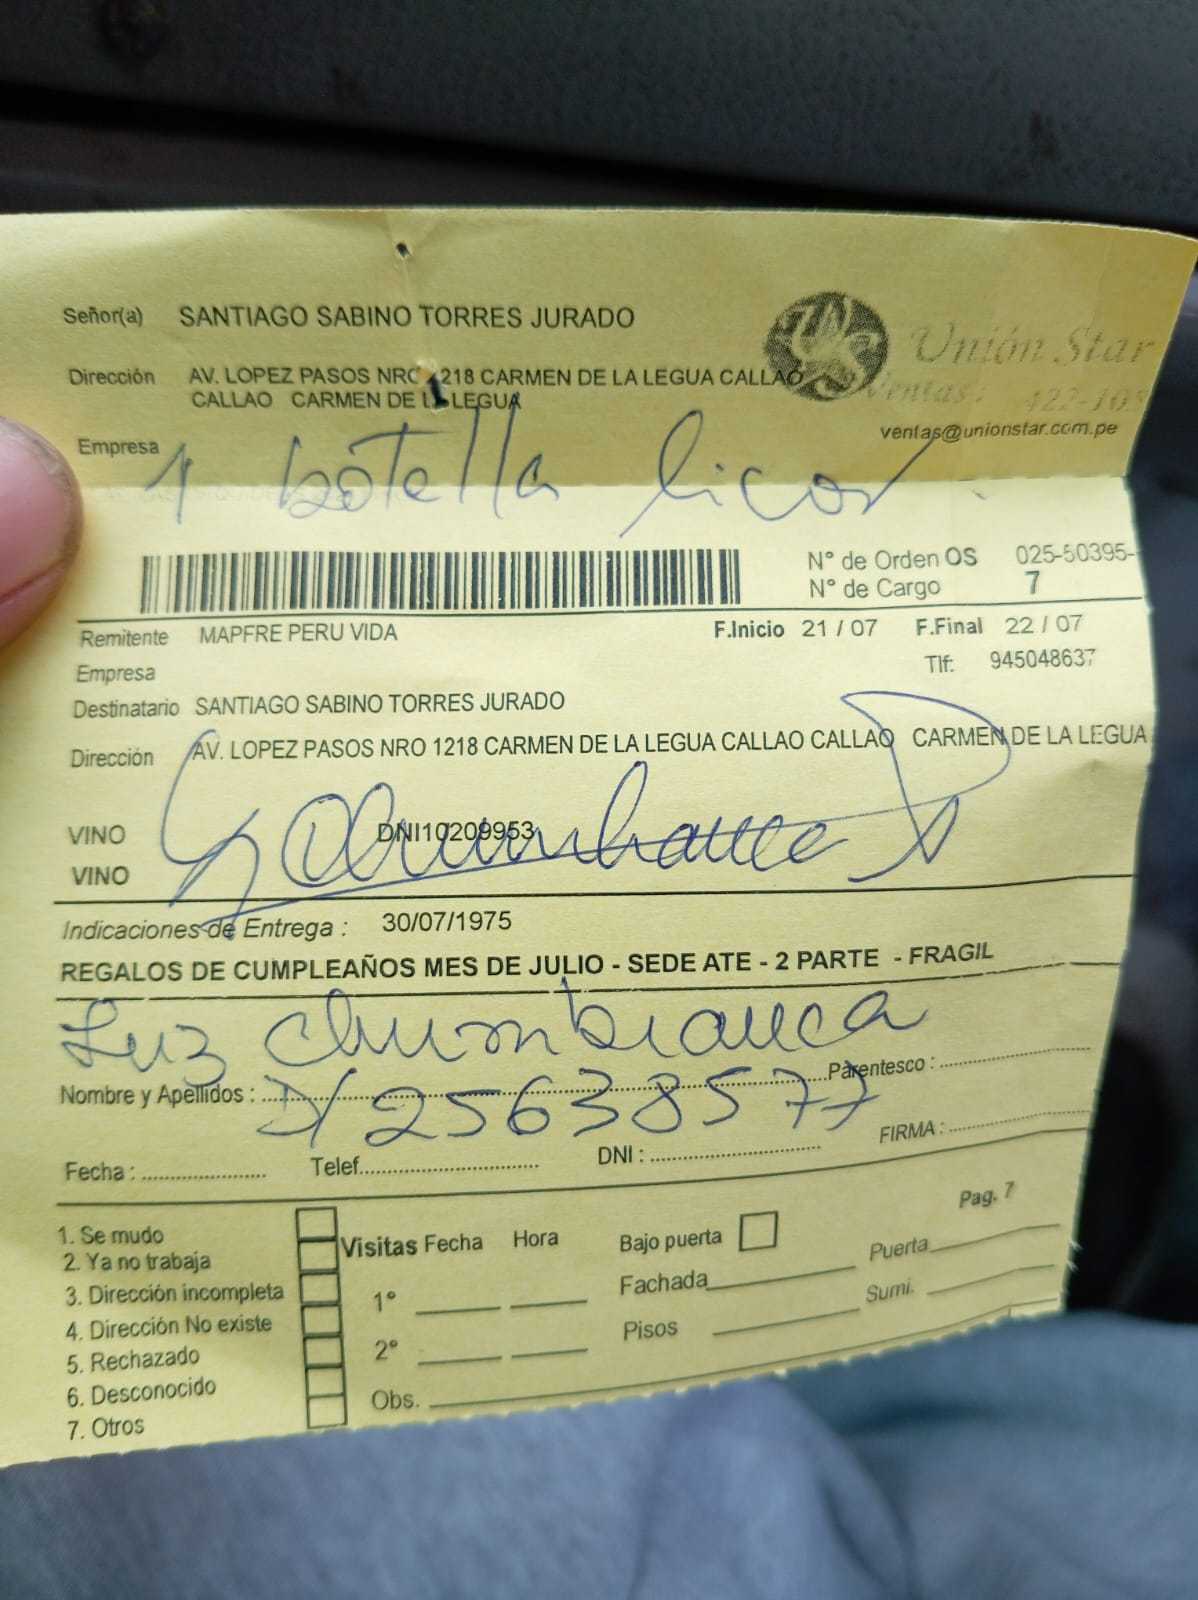 Señor(a) SANTIAGO SABINO TORRES JURADO
Unión Star
Dirección AV. LOPEZ PASOS NRO 1218 CARMEN DE LA LEGUA CALLAO
Ventas: 422-103
CALLAO CARMEN DE LA LEGUA
ventas@unionstar.com.pe
Empresa
1 botella licor
N° de Orden OS 025-50395-
N° de Cargo 7
Remitente MAPFRE PERU VIDA F.Inicio 21 / 07 F.Final 22 / 07
Empresa Tlf: 945048637
Destinatario SANTIAGO SABINO TORRES JURADO
Dirección AV. LOPEZ PASOS NRO 1218 CARMEN DE LA LEGUA CALLAO CALLAO CARMEN DE LA LEGUA
VINO DNI10209953
VINO
Indicaciones de Entrega : 30/07/1975
REGALOS DE CUMPLEAÑOS MES DE JULIO - SEDE ATE - 2 PARTE - FRAGIL
Luz Chumbiauca
Nombre y Apellidos : Parentesco :
D/ 25638577
Fecha : Telef. DNI : FIRMA :
Pag. 7
1. Se mudo
2. Ya no trabaja
3. Dirección incompleta
4. Dirección No existe
5. Rechazado
6. Desconocido
7. Otros
Visitas Fecha Hora
1°
2°
Obs.
Bajo puerta
Fachada
Pisos
Puerta
Sumi.